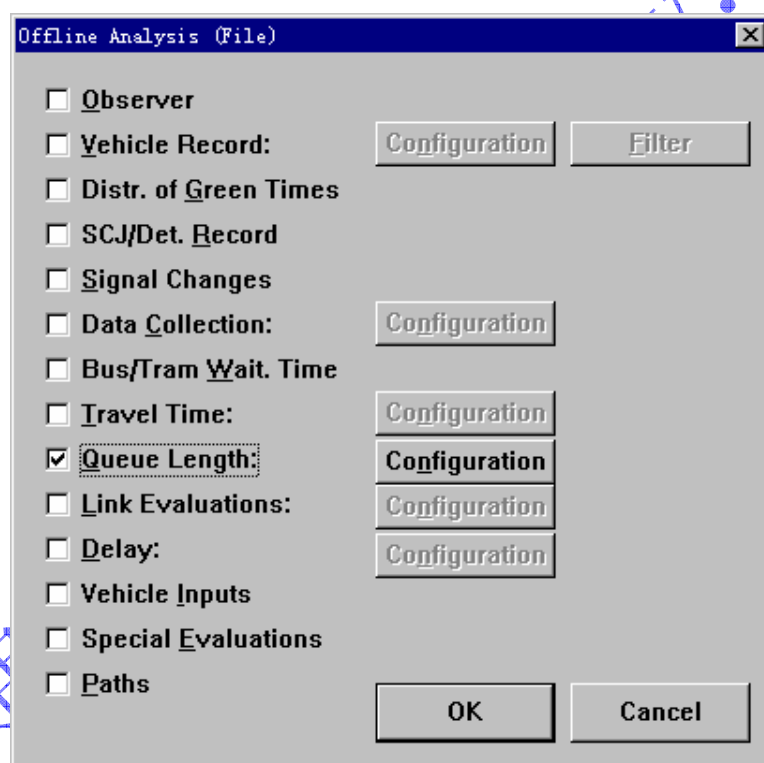 Offline Analysis (File)
Observer
Vehicle Record: Configuration Filter
Distr. of Green Times
SCJ/Det. Record
Signal Changes
Data Collection: Configuration
Bus/Tram Wait. Time
Travel Time: Configuration
Queue Length: Configuration
Link Evaluations: Configuration
Delay: Configuration
Vehicle Inputs
Special Evaluations
Paths
OK Cancel